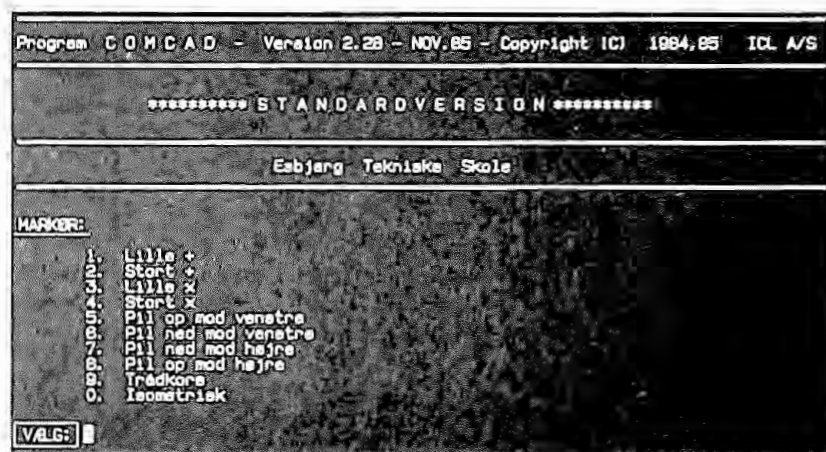 Program C O M C A D - Version 2.28 - NOV.85 - Copyright (C) 1984,85 ICL A/S
********** S T A N D A R D V E R S I O N **********
Esbjerg Tekniske Skole
MARKØR:
1. Lille +
2. Stort +
3. Lille x
4. Stort x
5. Pil op mod venstre
6. Pil ned mod venstre
7. Pil ned mod højre
8. Pil op mod højre
9. Trådkors
0. Isometrisk
VÆLG: